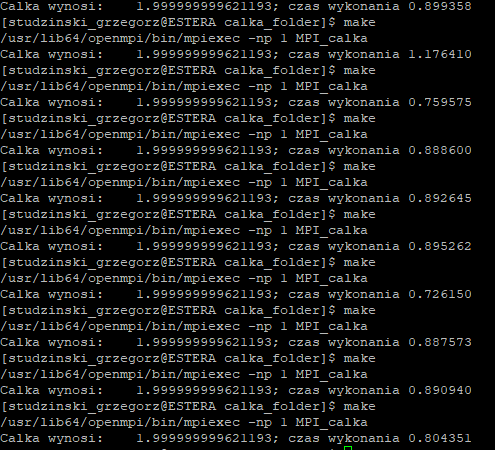 Calka wynosi:    1.999999999621193; czas wykonania 0.899358
[studzinski_grzegorz@ESTERA calka_folder]$ make
/usr/lib64/openmpi/bin/mpiexec -np 1 MPI_calka
Calka wynosi:    1.999999999621193; czas wykonania 1.176410
[studzinski_grzegorz@ESTERA calka_folder]$ make
/usr/lib64/openmpi/bin/mpiexec -np 1 MPI_calka
Calka wynosi:    1.999999999621193; czas wykonania 0.759575
[studzinski_grzegorz@ESTERA calka_folder]$ make
/usr/lib64/openmpi/bin/mpiexec -np 1 MPI_calka
Calka wynosi:    1.999999999621193; czas wykonania 0.888600
[studzinski_grzegorz@ESTERA calka_folder]$ make
/usr/lib64/openmpi/bin/mpiexec -np 1 MPI_calka
Calka wynosi:    1.999999999621193; czas wykonania 0.892645
[studzinski_grzegorz@ESTERA calka_folder]$ make
/usr/lib64/openmpi/bin/mpiexec -np 1 MPI_calka
Calka wynosi:    1.999999999621193; czas wykonania 0.895262
[studzinski_grzegorz@ESTERA calka_folder]$ make
/usr/lib64/openmpi/bin/mpiexec -np 1 MPI_calka
Calka wynosi:    1.999999999621193; czas wykonania 0.726150
[studzinski_grzegorz@ESTERA calka_folder]$ make
/usr/lib64/openmpi/bin/mpiexec -np 1 MPI_calka
Calka wynosi:    1.999999999621193; czas wykonania 0.887573
[studzinski_grzegorz@ESTERA calka_folder]$ make
/usr/lib64/openmpi/bin/mpiexec -np 1 MPI_calka
Calka wynosi:    1.999999999621193; czas wykonania 0.890940
[studzinski_grzegorz@ESTERA calka_folder]$ make
/usr/lib64/openmpi/bin/mpiexec -np 1 MPI_calka
Calka wynosi:    1.999999999621193; czas wykonania 0.804351